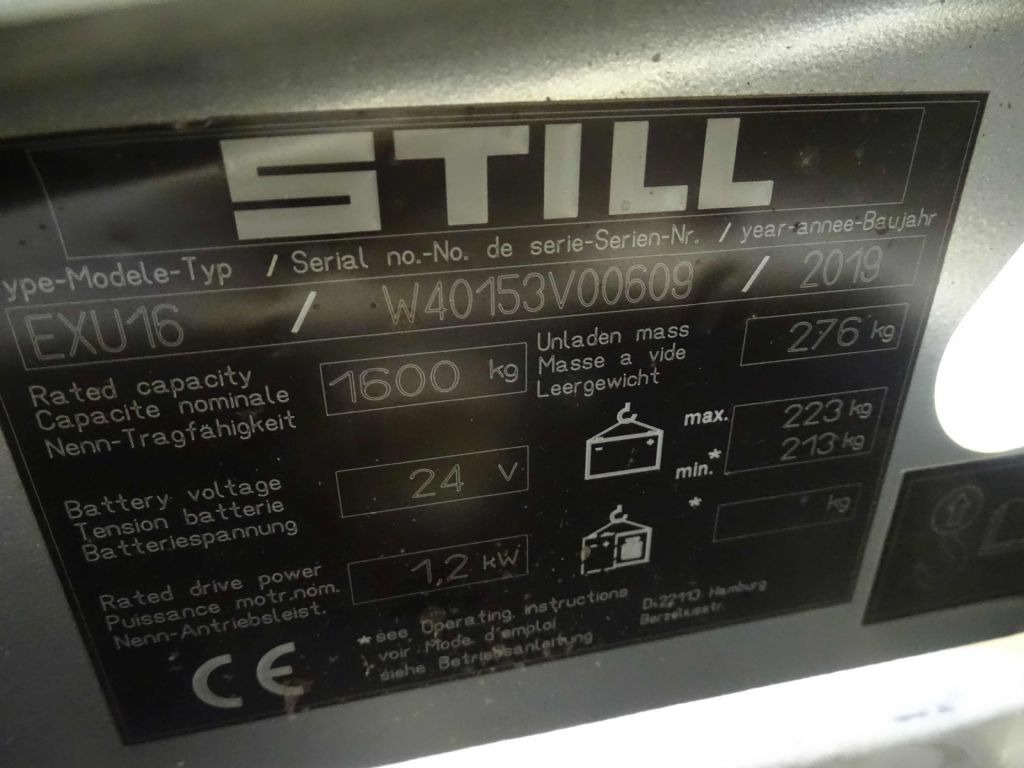 STILL
ype-Modele-Typ / Serial no.-No. de serie-Serien-Nr. / year-annee-Baujahr
EXU16 / W40153V00609 / 2019
Rated capacity
Capacite nominale
Nenn-Tragfähigkeit
1600 kg
Unladen mass
Masse a vide
Leergewicht
276 kg
Battery voltage
Tension batterie
Batteriespannung
24 V
max. 223 kg
min.* 213 kg
* kg
Rated drive power
Puissance motr.nom.
Nenn-Antriebsleist.
1,2 kW
*see. Operating. instructions
voir Mode d'emploi
siehe Betriebsanleitung
D-22113 Hamburg
Berzeliusstr.
CE